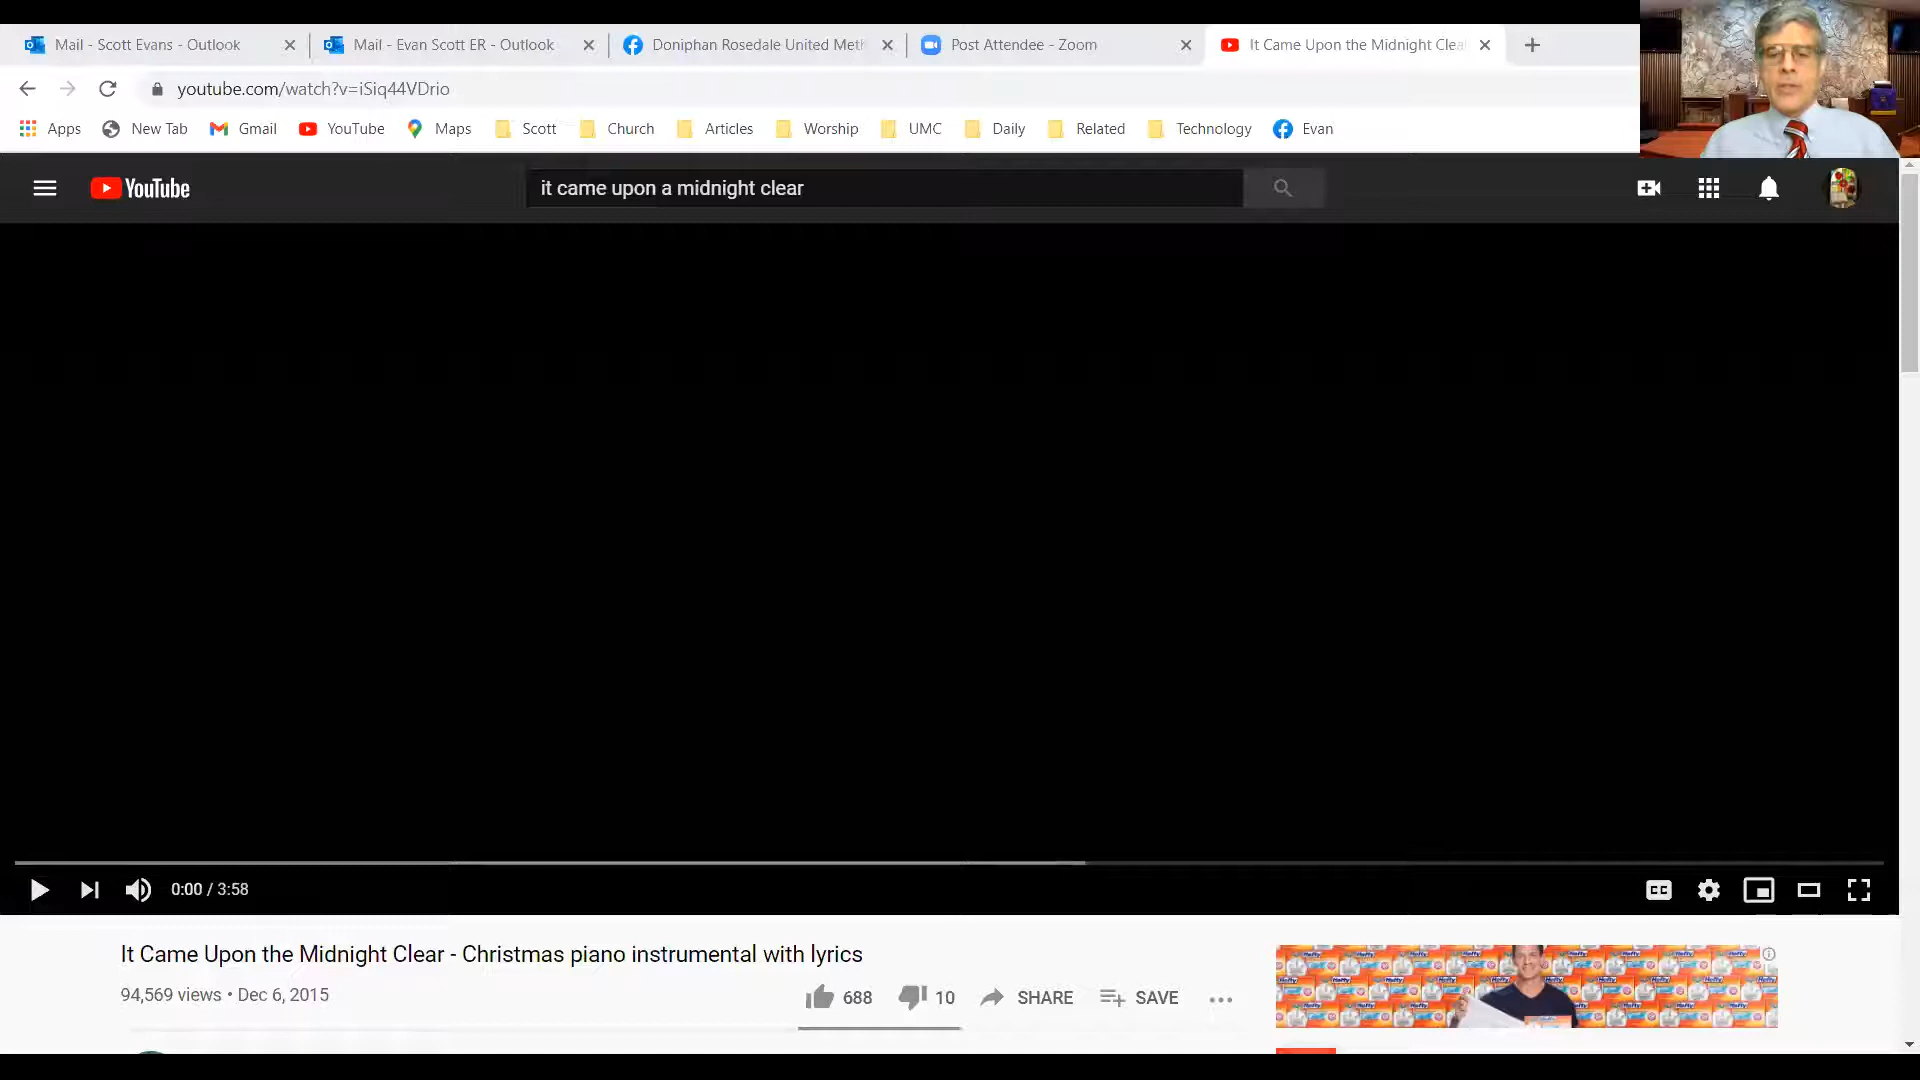 Mail - Scott Evans - Outlook
Mail - Evan Scott ER - Outlook
Doniphan Rosedale United Meth
Post Attendee - Zoom
It Came Upon the Midnight Clea
youtube.com/watch?v=iSiq44VDrio
Apps New Tab Gmail YouTube Maps Scott Church Articles Worship UMC Daily Related Technology Evan
YouTube
it came upon a midnight clear
0:00 / 3:58
CC
It Came Upon the Midnight Clear - Christmas piano instrumental with lyrics
94,569 views • Dec 6, 2015
688 10 SHARE SAVE